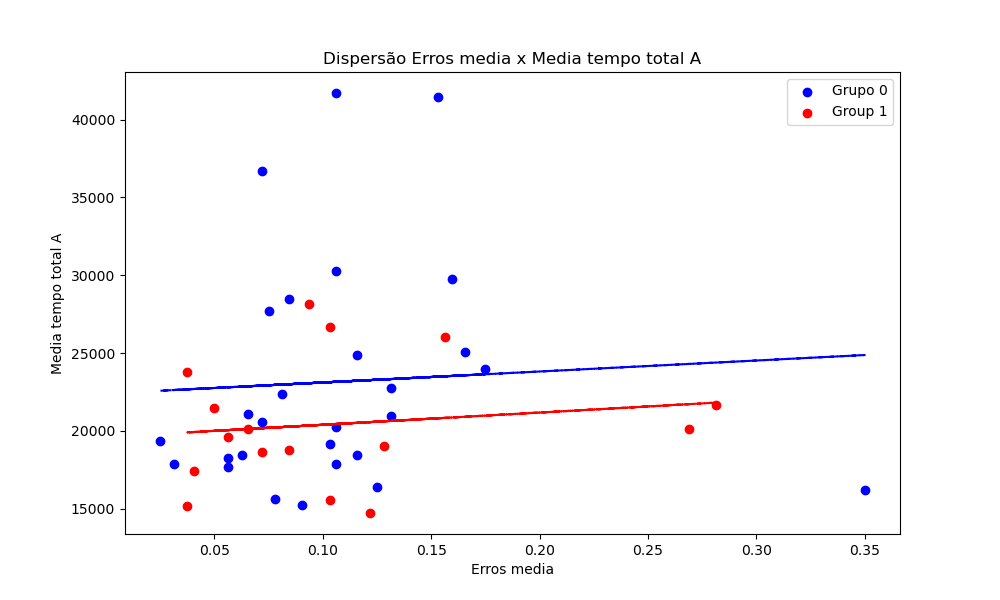 Dispersão Erros media x Media tempo total A
Grupo 0
Group 1
Media tempo total A
40000
35000
30000
25000
20000
15000
0.05 0.10 0.15 0.20 0.25 0.30 0.35
Erros media